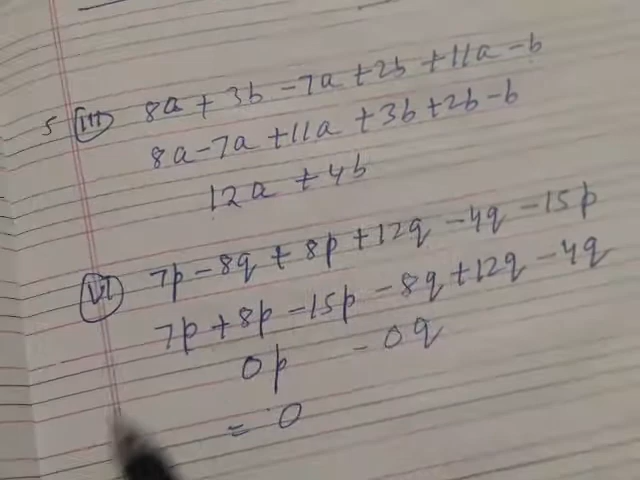 5 (iii) 8a + 3b - 7a + 2b + 11a - b
8a - 7a + 11a + 3b + 2b - b
12a + 4b
(vi) 7p - 8q + 8p + 12q - 4q - 15p
7p + 8p - 15p - 8q + 12q - 4q
0p - 0q
= 0